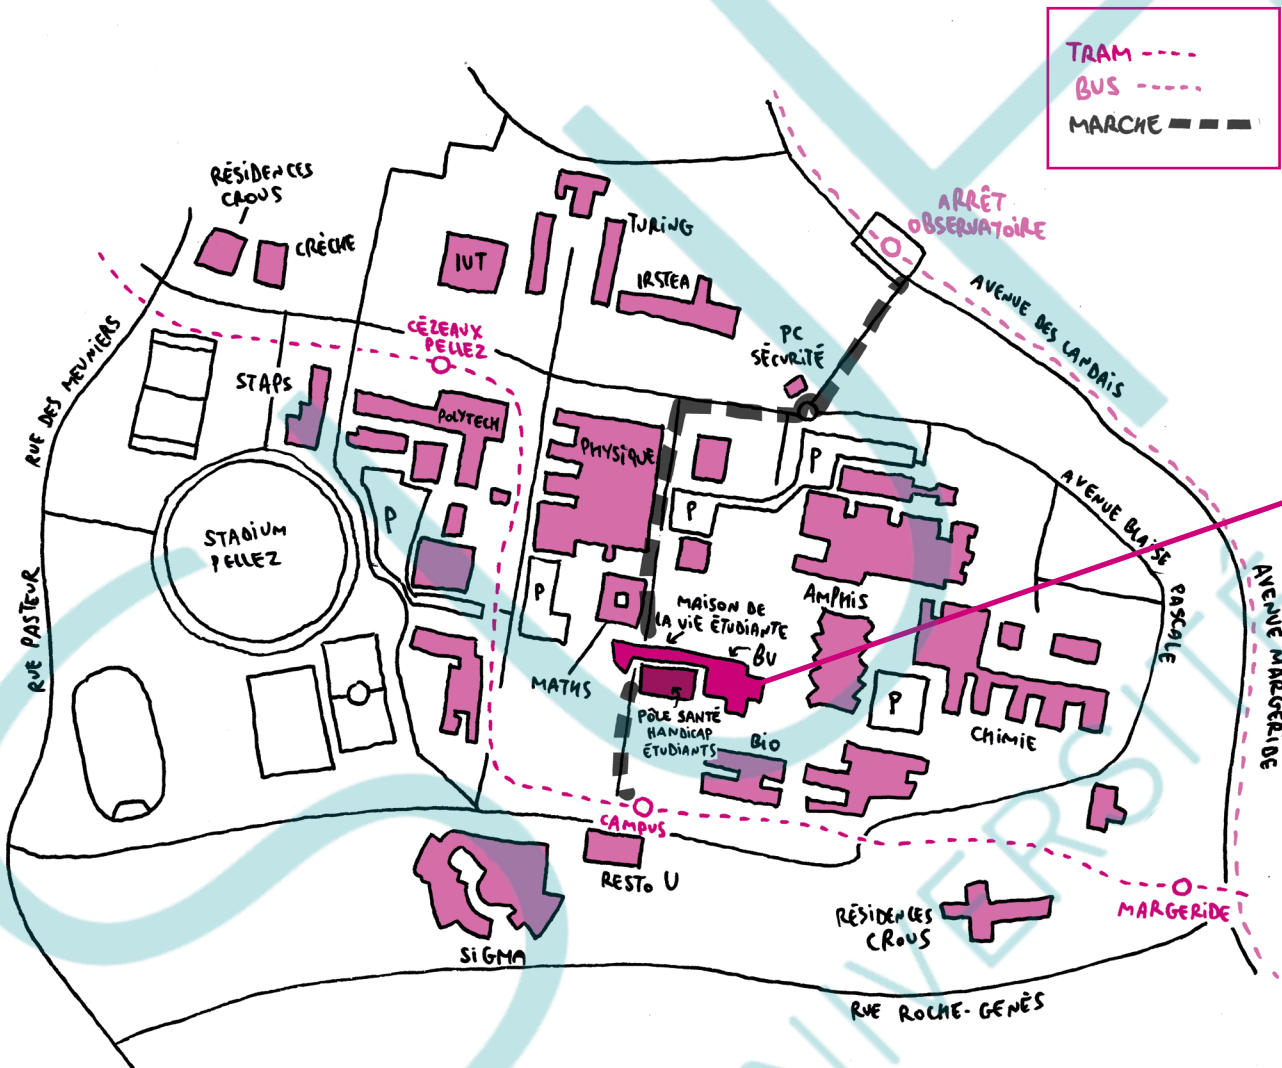 TRAM
BUS
MARCHE
RÉSIDENCES
CROUS
CRÈCHE
IUT
TURING
IRSTEA
ARRÊT
OBSERVATOIRE
AVENUE DES LANDAIS
PC
SÉCURITÉ
CÉZEAUX
PELLEZ
RUE DES MEUNIERS
STAPS
POLYTECH
PHYSIQUE
P
P
P
P
AVENUE BLAISE PASCALE
STADIUM
PELLEZ
RUE PASTEUR
AMPHIS
MAISON DE
LA VIE ÉTUDIANTE
BU
MATHS
PÔLE SANTÉ
HANDICAP
ÉTUDIANTS
P
CHIMIE
AVENUE MARGERIDE
BIO
CAMPUS
RESTO U
SIGMA
RÉSIDENCES
CROUS
MARGERIDE
RUE ROCHE-GENÈS
UNIVERSITÉ